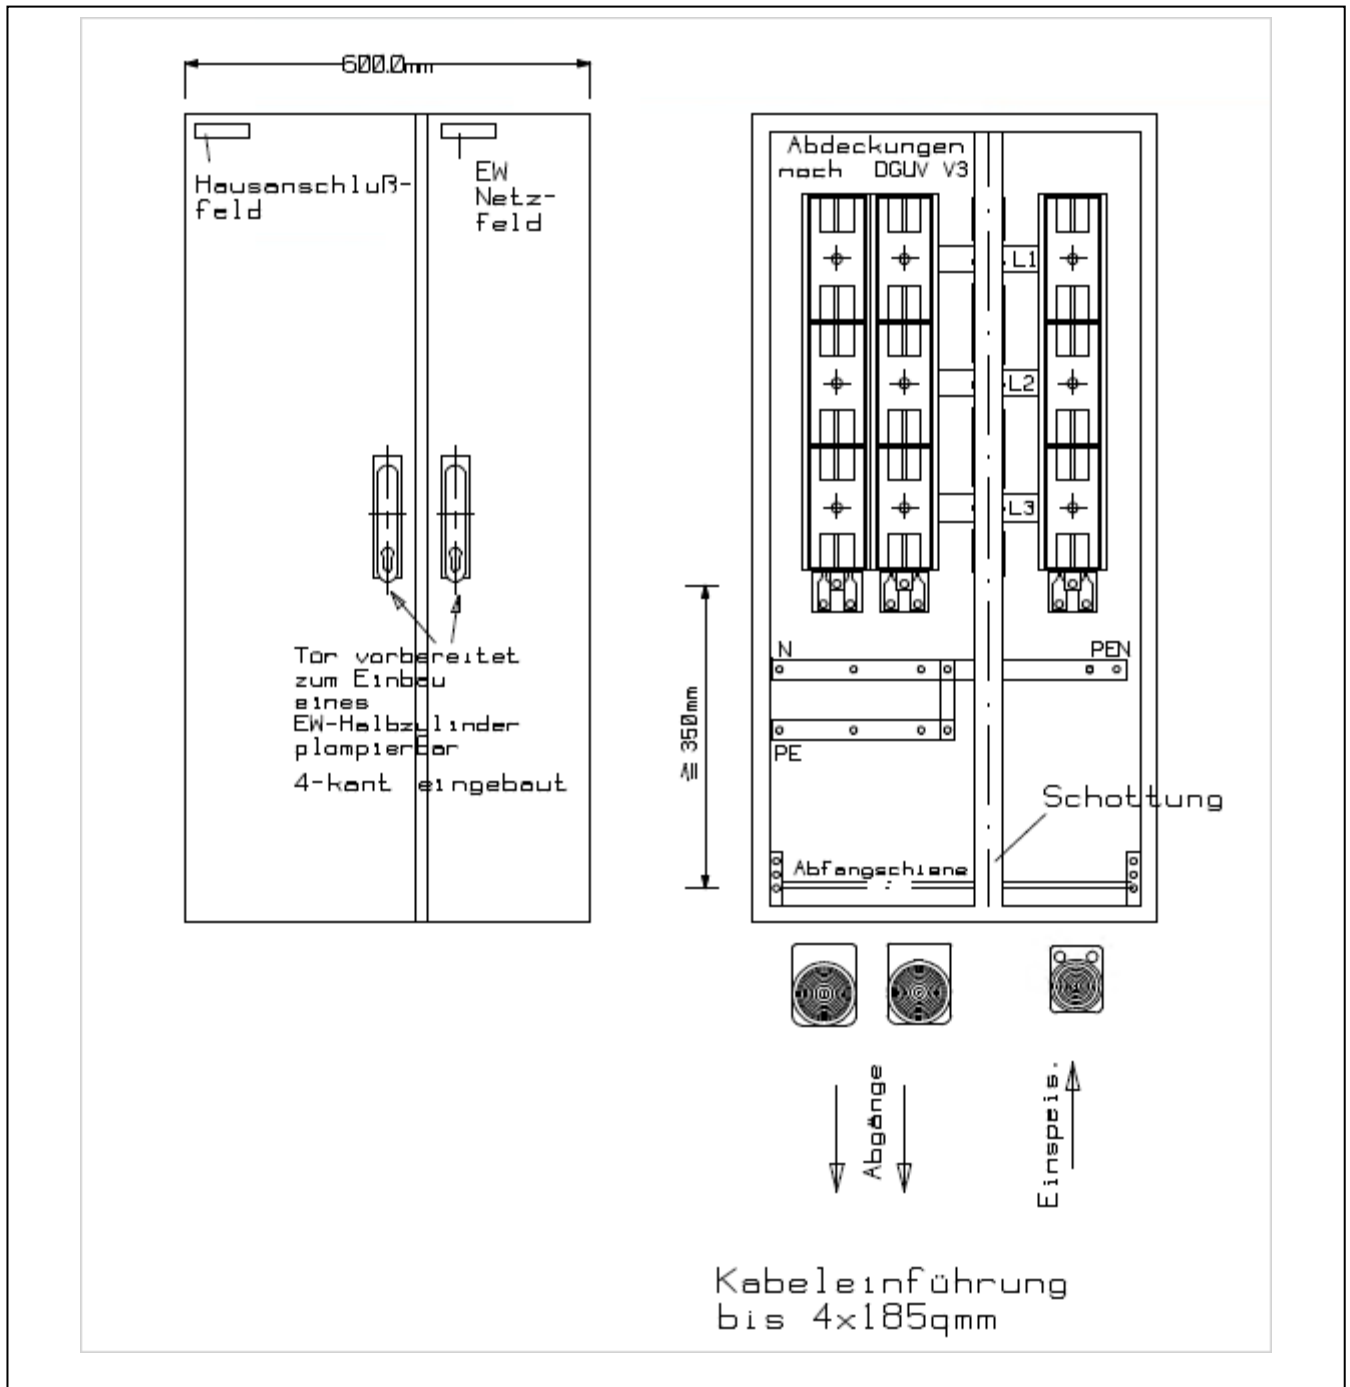 600.0mm
Hausanschluß-
feld
EW
Netz-
feld
Tor vorbereitet
zum Einbau
eines
EW-Halbzylinder
plompierbar
4-kant eingebaut
Abdeckungen
nach DGUV V3
L1
L2
L3
N
PEN
PE
≥ 350mm
Schottung
Abfangschiene
Abgänge
Einspeis.
Kabeleinführung
bis 4x185qmm